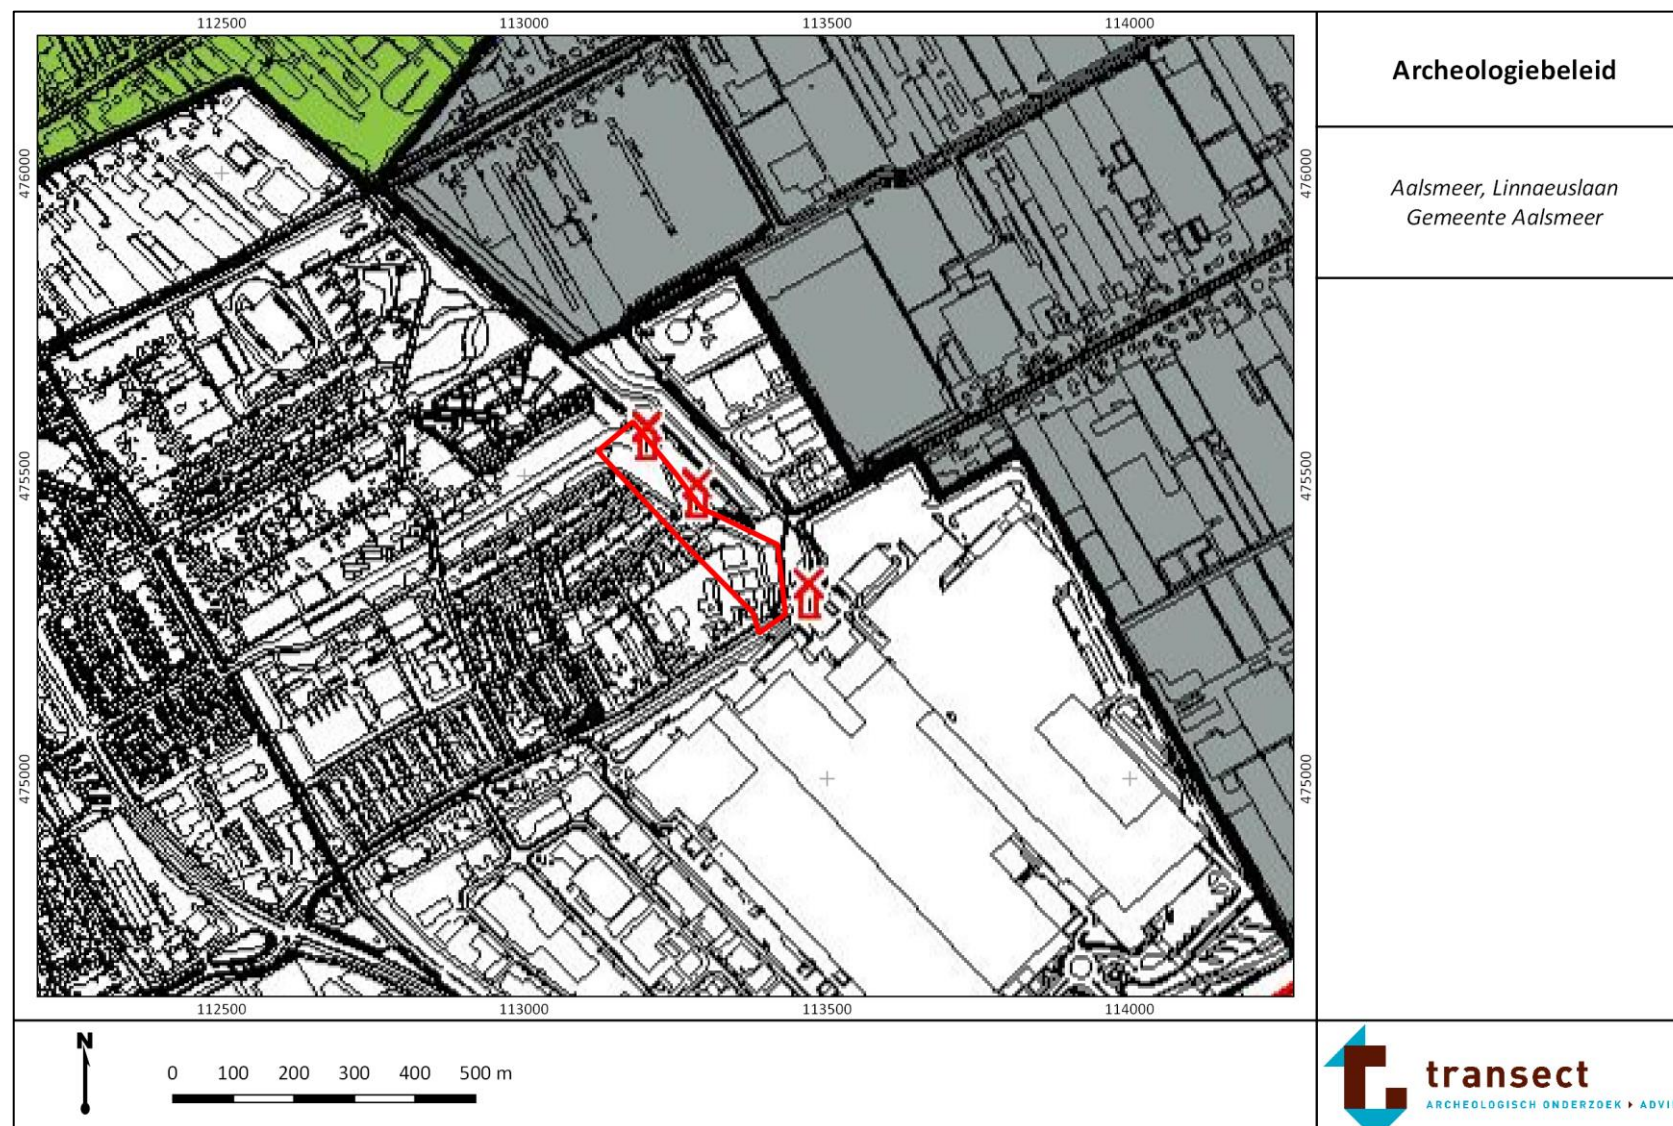 112500 113000 113500 114000
476000 476000
475500 475500
475000 475000
112500 113000 113500 114000
Archeologiebeleid
Aalsmeer, Linnaeuslaan
Gemeente Aalsmeer
N
0 100 200 300 400 500 m
transect
ARCHEOLOGISCH ONDERZOEK ▸